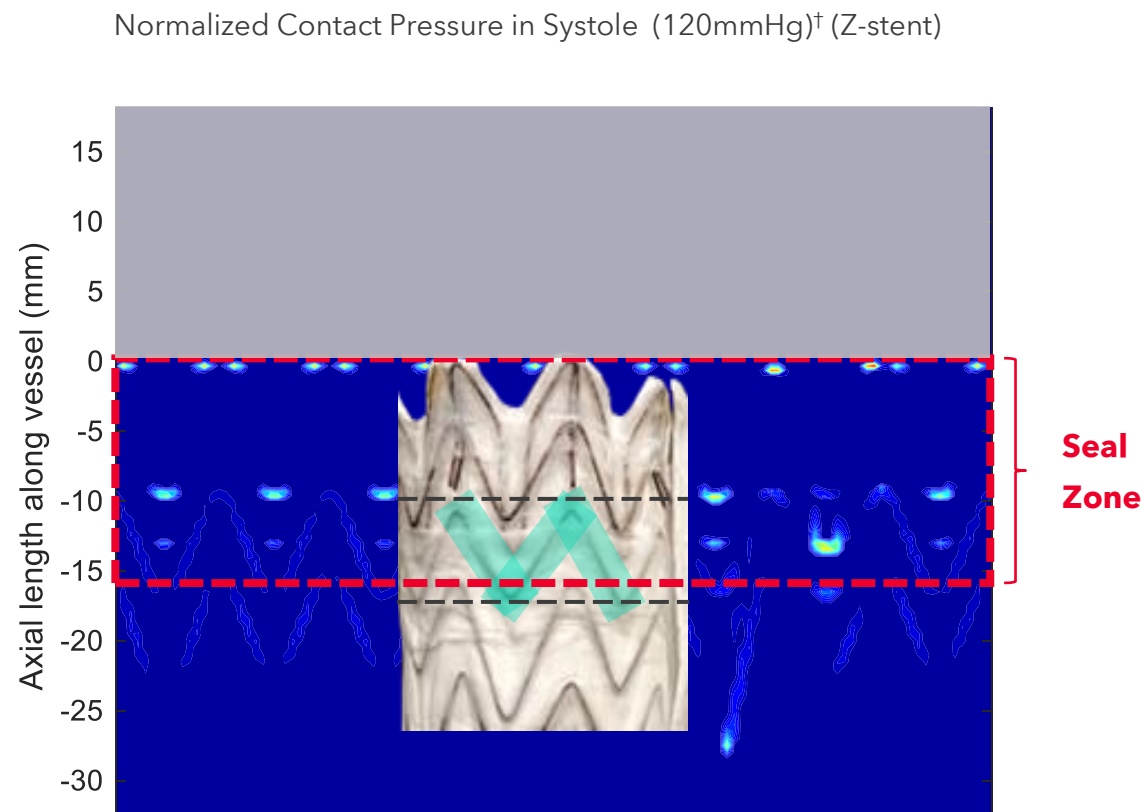 Normalized Contact Pressure in Systole (120mmHg)† (Z-stent)
Axial length along vessel (mm)
15
10
5
0
-5
-10
-15
-20
-25
-30
Seal
Zone